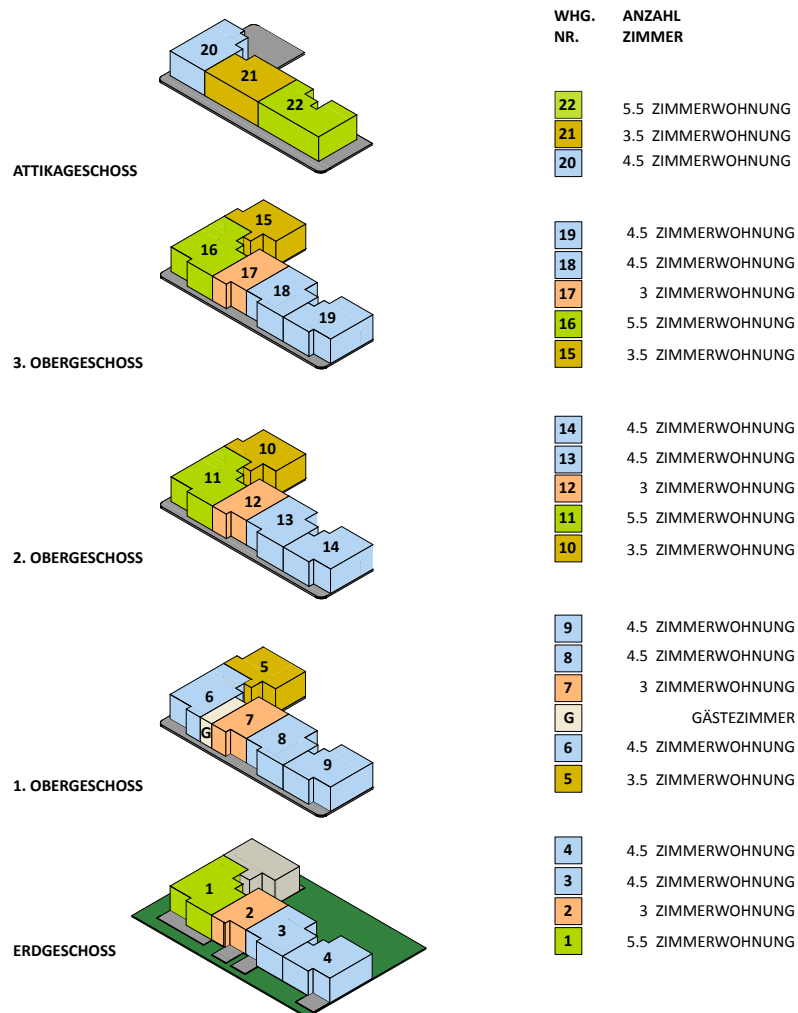 WHG. ANZAHL
NR. ZIMMER
20
21
22
22 5.5 ZIMMERWOHNUNG
21 3.5 ZIMMERWOHNUNG
20 4.5 ZIMMERWOHNUNG
ATTIKAGESCHOSS
15
16
17
18
19
19 4.5 ZIMMERWOHNUNG
18 4.5 ZIMMERWOHNUNG
17 3 ZIMMERWOHNUNG
16 5.5 ZIMMERWOHNUNG
15 3.5 ZIMMERWOHNUNG
3. OBERGESCHOSS
10
11
12
13
14
14 4.5 ZIMMERWOHNUNG
13 4.5 ZIMMERWOHNUNG
12 3 ZIMMERWOHNUNG
11 5.5 ZIMMERWOHNUNG
10 3.5 ZIMMERWOHNUNG
2. OBERGESCHOSS
5
6
7
G
8
9
9 4.5 ZIMMERWOHNUNG
8 4.5 ZIMMERWOHNUNG
7 3 ZIMMERWOHNUNG
G GÄSTEZIMMER
6 4.5 ZIMMERWOHNUNG
5 3.5 ZIMMERWOHNUNG
1. OBERGESCHOSS
1
2
3
4
4 4.5 ZIMMERWOHNUNG
3 4.5 ZIMMERWOHNUNG
2 3 ZIMMERWOHNUNG
1 5.5 ZIMMERWOHNUNG
ERDGESCHOSS